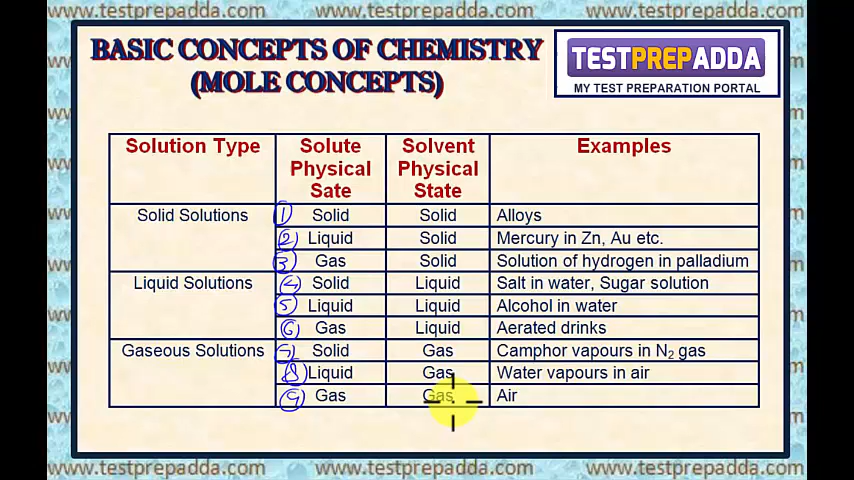 www.testprepadda.com www.testprepadda.com www.testprepadda.com
BASIC CONCEPTS OF CHEMISTRY
(MOLE CONCEPTS)
TESTPREPADDA
MY TEST PREPARATION PORTAL
Solution Type Solute Physical Sate Solvent Physical State Examples
Solid Solutions 1 Solid Solid Alloys
2 Liquid Solid Mercury in Zn, Au etc.
3 Gas Solid Solution of hydrogen in palladium
Liquid Solutions 4 Solid Liquid Salt in water, Sugar solution
5 Liquid Liquid Alcohol in water
6 Gas Liquid Aerated drinks
Gaseous Solutions 7 Solid Gas Camphor vapours in N₂ gas
8 Liquid Gas Water vapours in air
9 Gas Gas Air
www.testprepadda.com www.testprepadda.com www.testprepadda.com